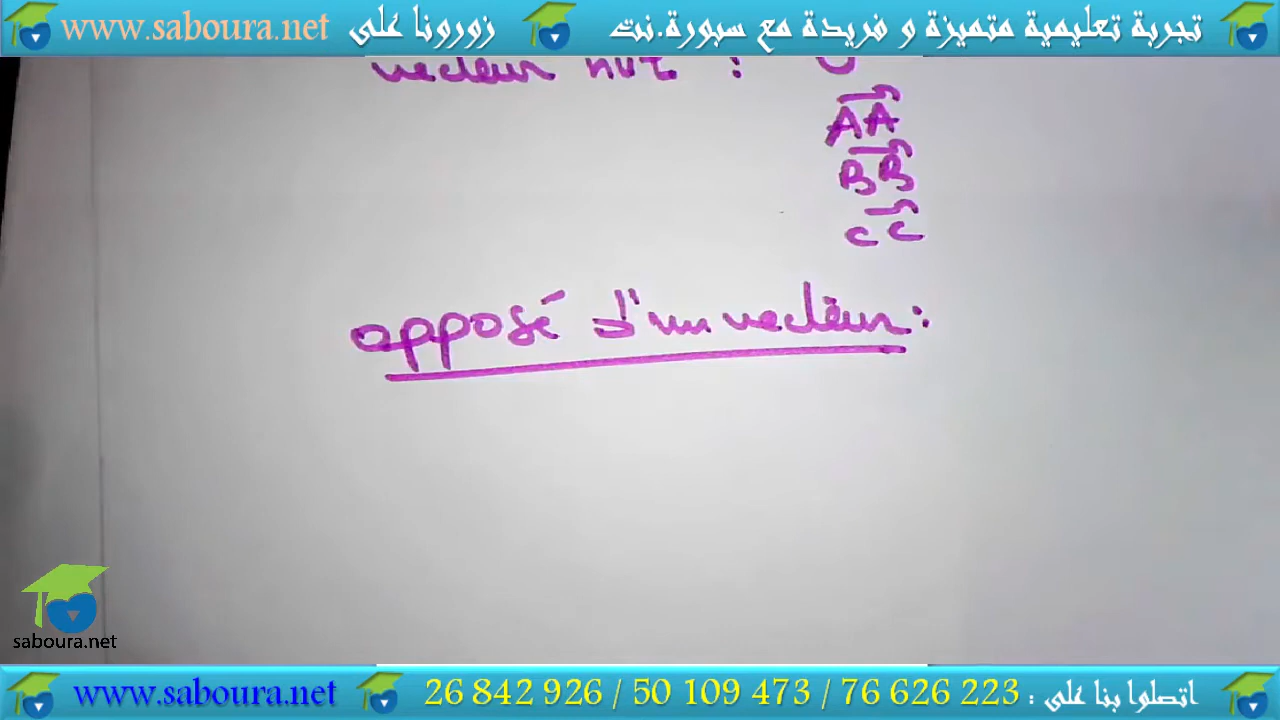 www.saboura.net زورونا على تجربة تعليمية متميزة و فريدة مع سبورة.نت
vecteur nul :
AA
BB
CC
opposé d'un vecteur :
saboura.net
www.saboura.net 26 842 926 / 50 109 473 / 76 626 223 : اتصلوا بنا على